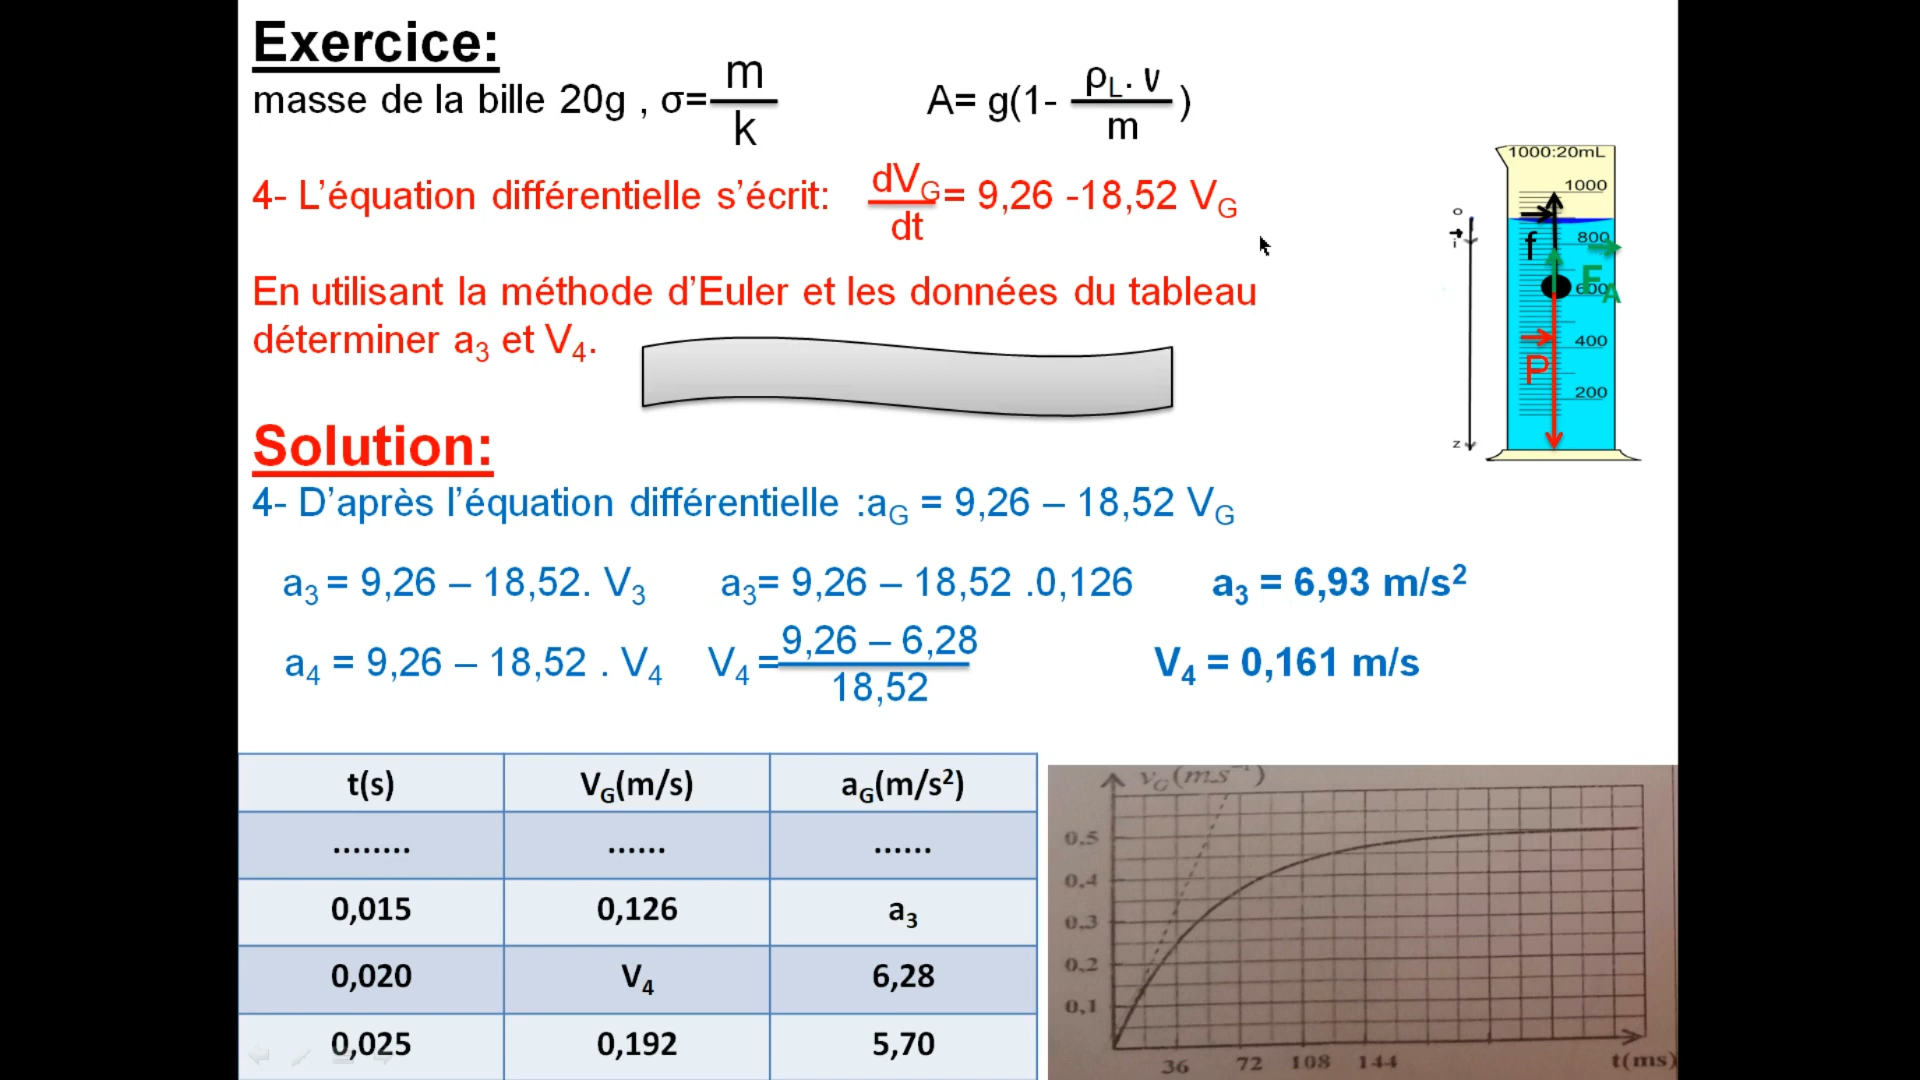 Exercice:
masse de la bille 20g , σ= m/k    A= g(1- ρL. v/m )
4- L’équation différentielle s’écrit: dVG/dt = 9,26 -18,52 VG
En utilisant la méthode d’Euler et les données du tableau
déterminer a3 et V4.
Solution:
4- D’après l’équation différentielle :aG = 9,26 – 18,52 VG
a3 = 9,26 – 18,52. V3    a3= 9,26 – 18,52 .0,126    a3 = 6,93 m/s²
a4 = 9,26 – 18,52 . V4    V4 = 9,26 – 6,28/18,52    V4 = 0,161 m/s
1000:20mL
1000
800
600
400
200
o
i
z
f
FA
P
t(s) VG(m/s) aG(m/s²)
........ ...... ......
0,015 0,126 a3
0,020 V4 6,28
0,025 0,192 5,70
vG(m.s⁻¹)
0,5
0,4
0,3
0,2
0,1
36 72 108 144 t(ms)